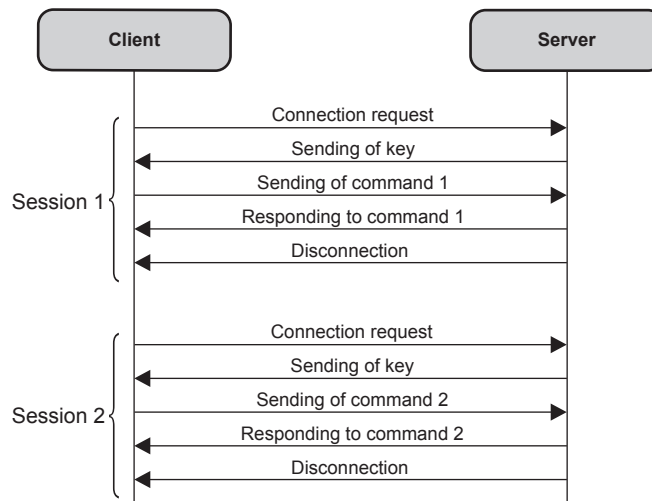 Client
Server
Session 1
Connection request
Sending of key
Sending of command 1
Responding to command 1
Disconnection
Session 2
Connection request
Sending of key
Sending of command 2
Responding to command 2
Disconnection